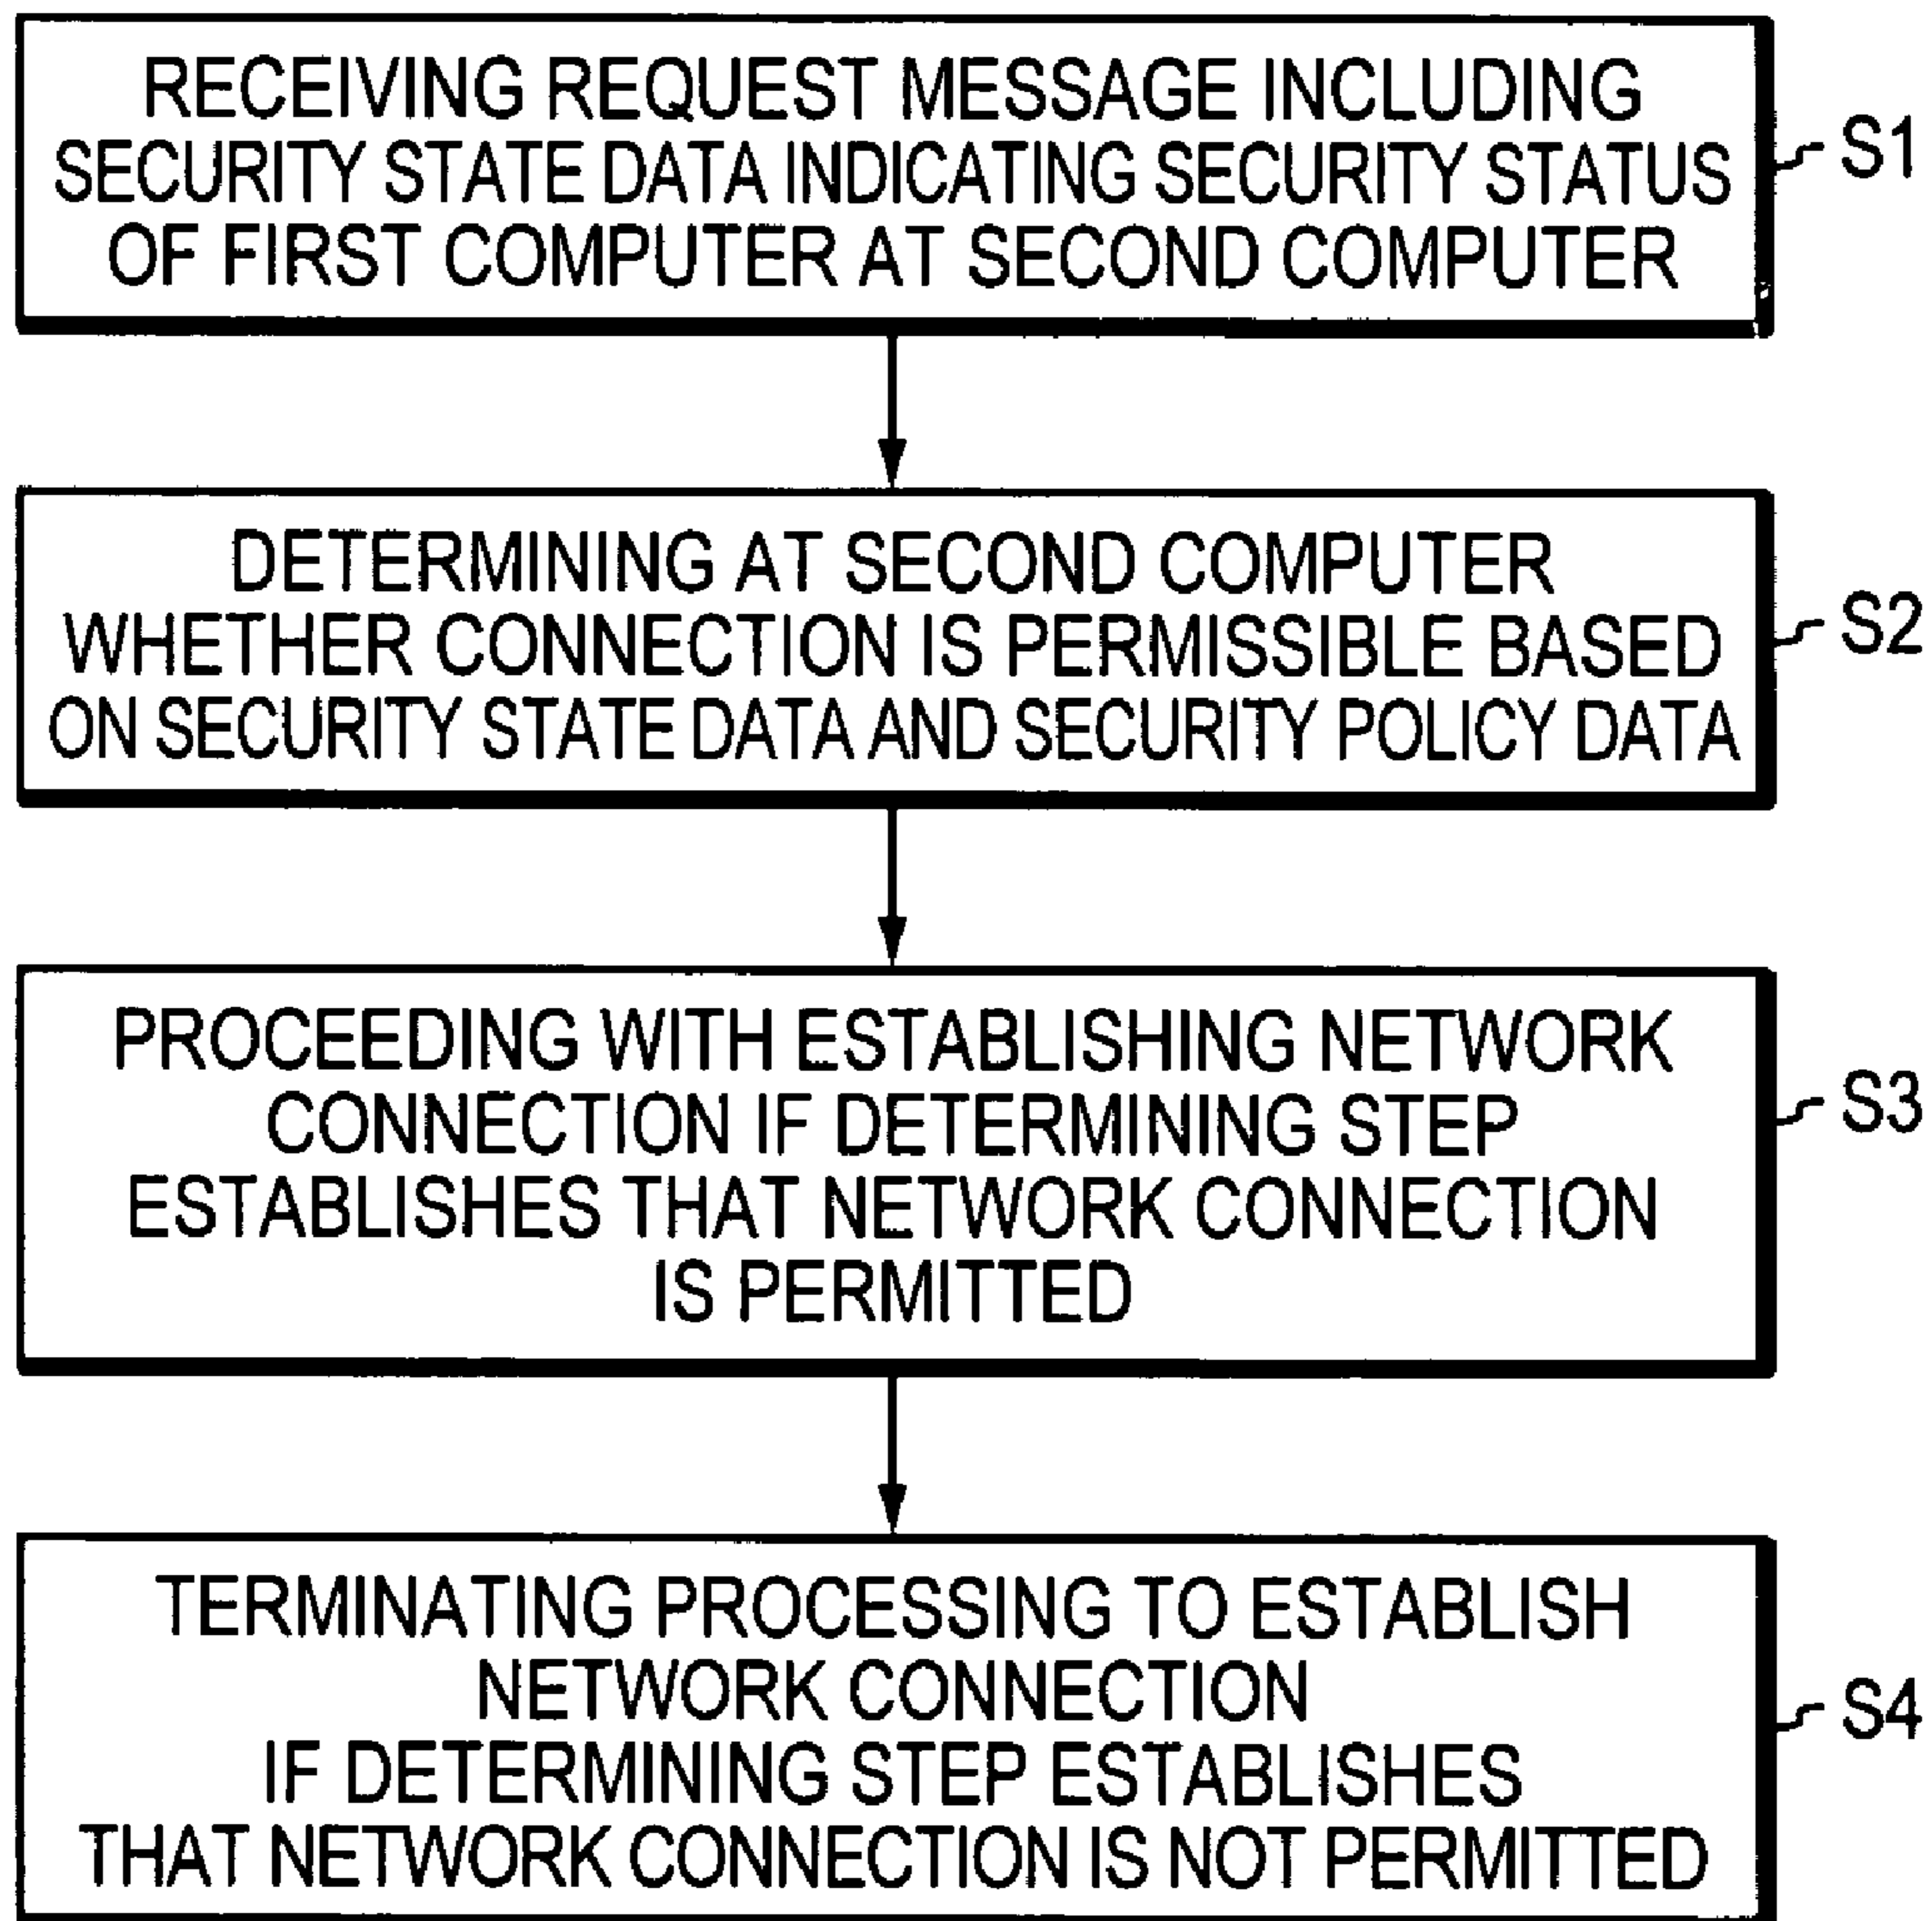 RECEIVING REQUEST MESSAGE INCLUDING
SECURITY STATE DATA INDICATING SECURITY STATUS
OF FIRST COMPUTER AT SECOND COMPUTER
S1
DETERMINING AT SECOND COMPUTER
WHETHER CONNECTION IS PERMISSIBLE BASED
ON SECURITY STATE DATA AND SECURITY POLICY DATA
S2
PROCEEDING WITH ESTABLISHING NETWORK
CONNECTION IF DETERMINING STEP
ESTABLISHES THAT NETWORK CONNECTION
IS PERMITTED
S3
TERMINATING PROCESSING TO ESTABLISH
NETWORK CONNECTION
IF DETERMINING STEP ESTABLISHES
THAT NETWORK CONNECTION IS NOT PERMITTED
S4